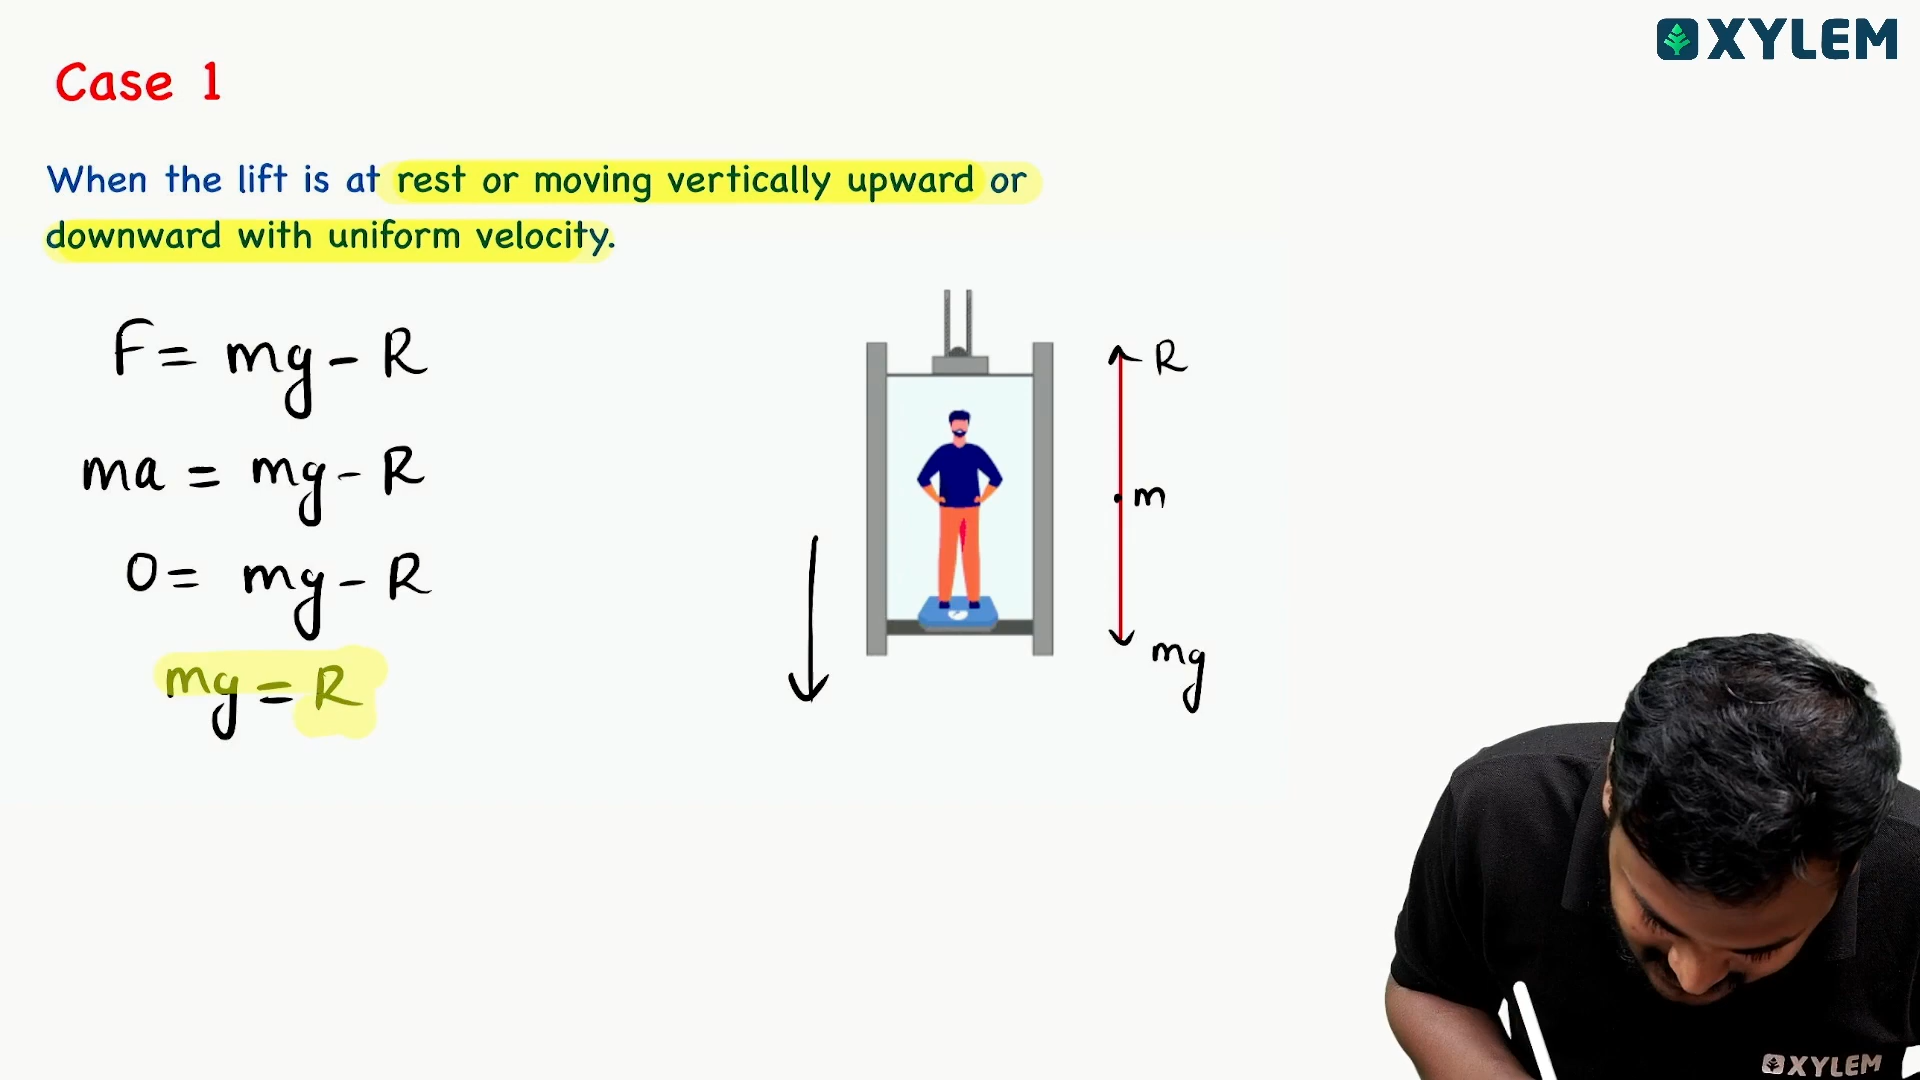 XYLEM
Case 1
When the lift is at rest or moving vertically upward or
downward with uniform velocity.
F = mg - R
ma = mg - R
0 = mg - R
mg = R
R
m
mg
XYLEM